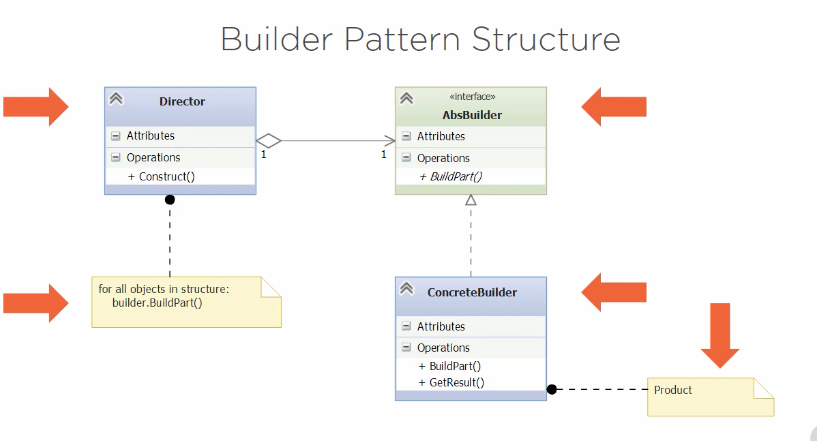 Builder Pattern Structure
Director
Attributes
Operations
+ Construct()
1
1
«interface»
AbsBuilder
Attributes
Operations
+ BuildPart()
for all objects in structure:
builder.BuildPart()
ConcreteBuilder
Attributes
Operations
+ BuildPart()
+ GetResult()
Product